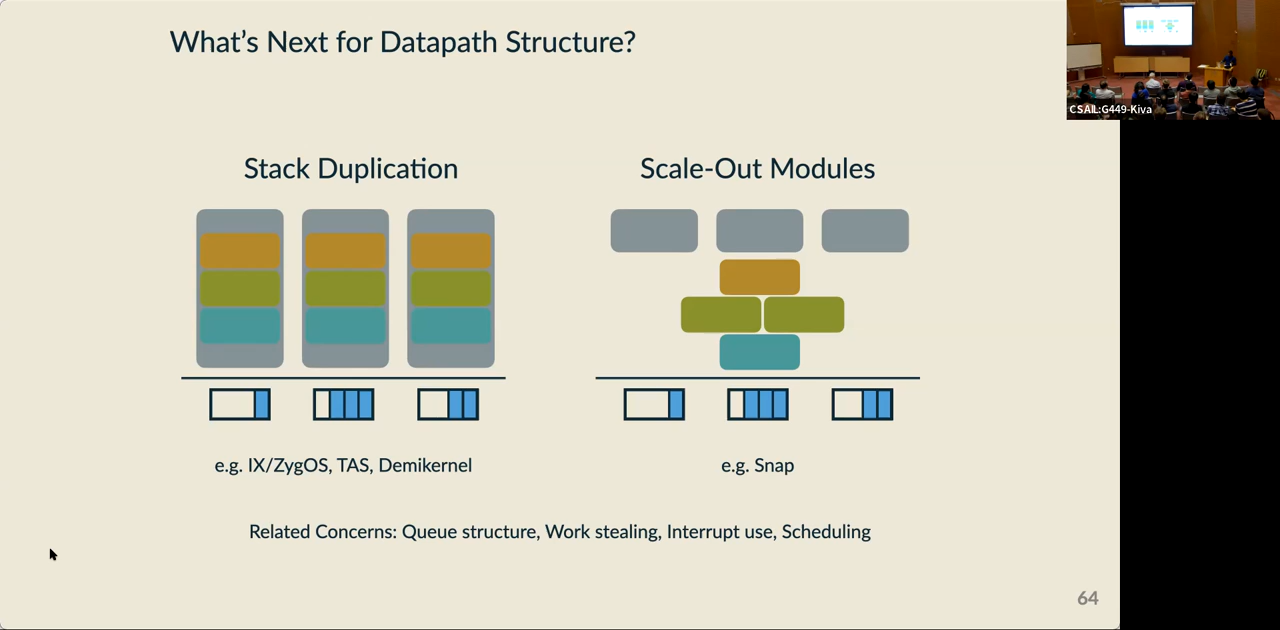 What's Next for Datapath Structure?
CSAIL:G449-Kiva
Stack Duplication
Scale-Out Modules
e.g. IX/ZygOS, TAS, Demikernel
e.g. Snap
Related Concerns: Queue structure, Work stealing, Interrupt use, Scheduling
64